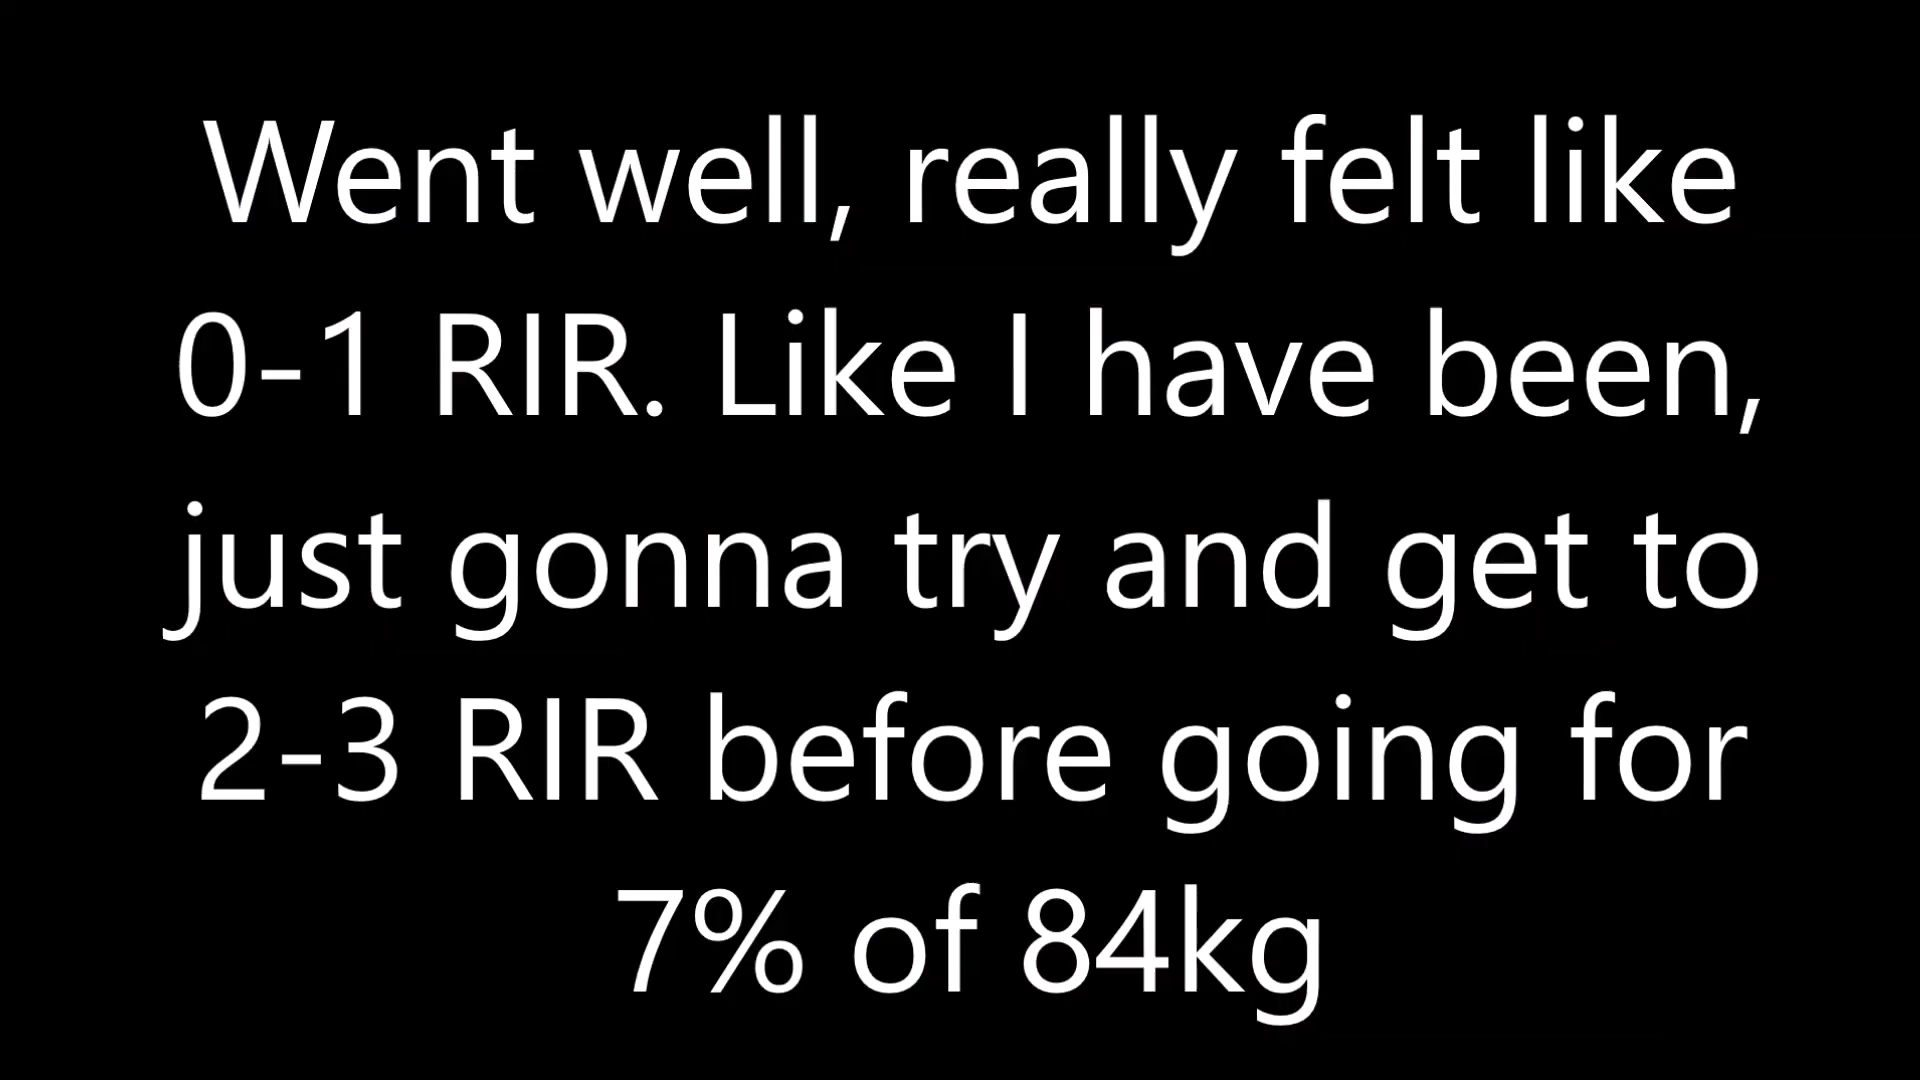 Went well, really felt like
0-1 RIR. Like I have been,
just gonna try and get to
2-3 RIR before going for
7% of 84kg